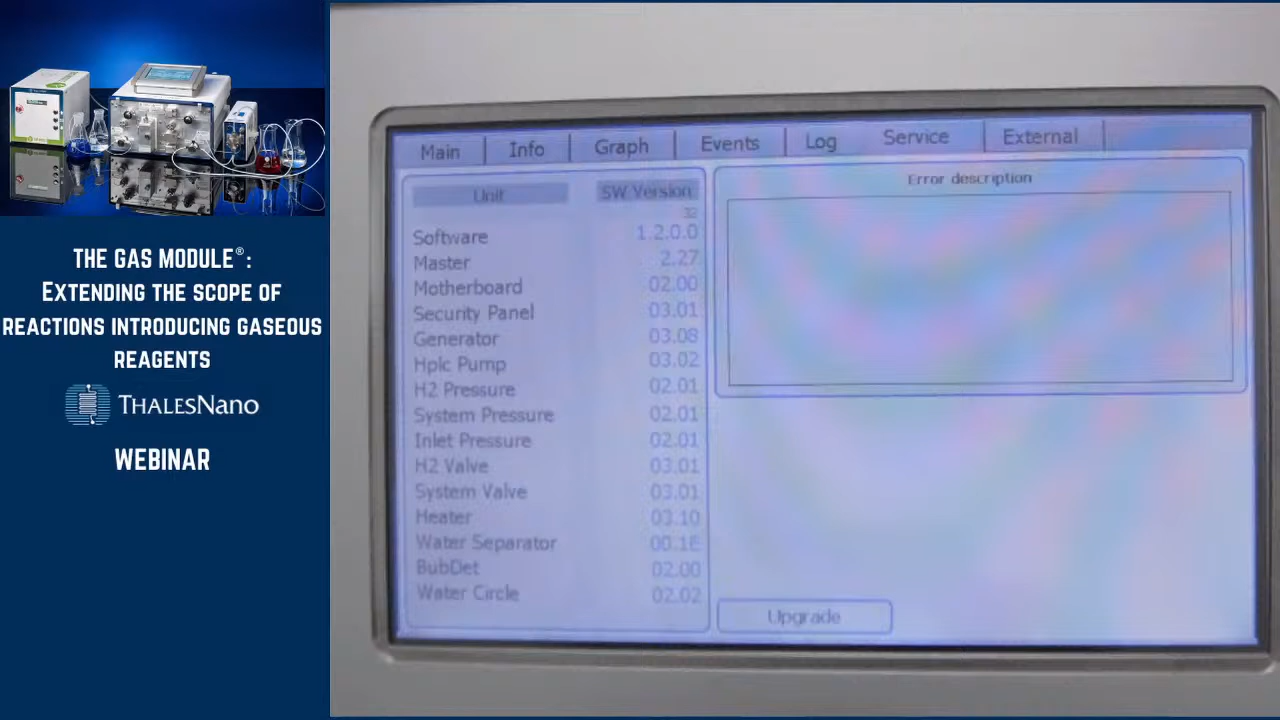 THE GAS MODULE®:
EXTENDING THE SCOPE OF
REACTIONS INTRODUCING GASEOUS
REAGENTS
THALESNANO
WEBINAR
Main Info Graph Events Log Service External
Unit SW Version
32
Software 1.2.0.0
Master 2.27
Motherboard 02.00
Security Panel 03.01
Generator 03.08
Hplc Pump 03.02
H2 Pressure 02.01
System Pressure 02.01
Inlet Pressure 02.01
H2 Valve 03.01
System Valve 03.01
Heater 03.10
Water Separator 00.1E
BubDet 02.00
Water Circle 02.02
Error description
Upgrade